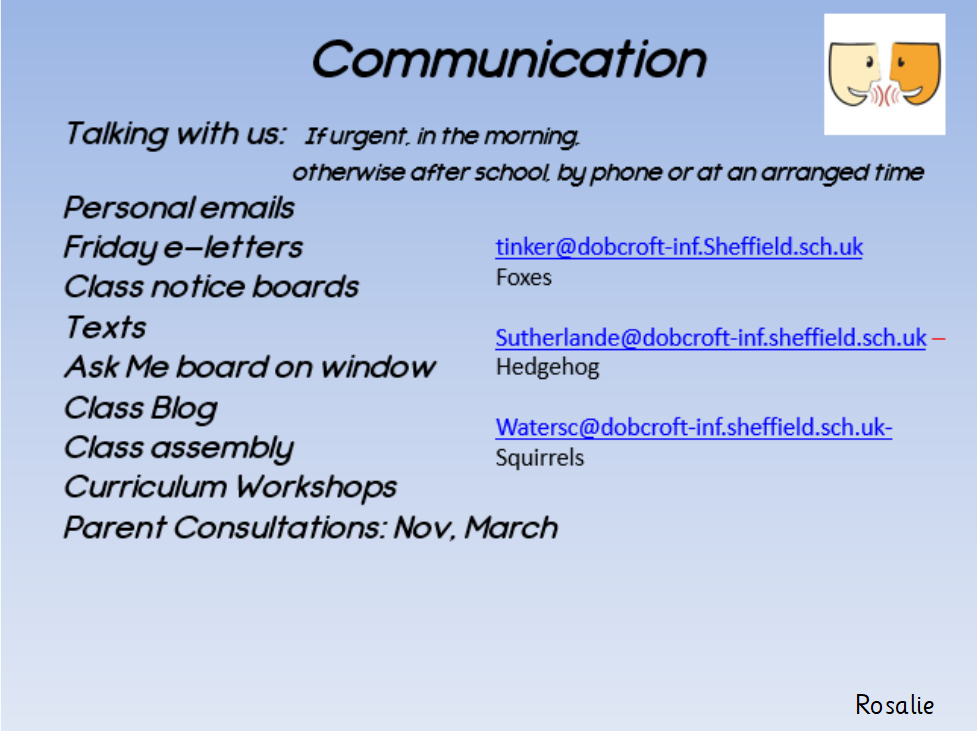 Communication
Talking with us: If urgent, in the morning,
otherwise after school, by phone or at an arranged time
Personal emails
Friday e-letters
Class notice boards
Texts
Ask Me board on window
Class Blog
Class assembly
Curriculum Workshops
Parent Consultations: Nov, March
tinker@dobcroft-inf.Sheffield.sch.uk
Foxes
Sutherlande@dobcroft-inf.sheffield.sch.uk –
Hedgehog
Watersc@dobcroft-inf.sheffield.sch.uk-
Squirrels
Rosalie